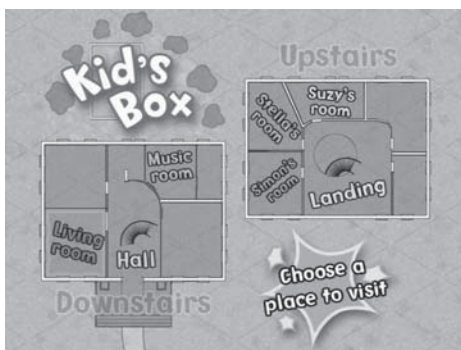 Kid's
Box
Upstairs
Suzy's
room
Stella's
room
Simon's
room
Landing
Music
room
Living
room
Hall
Downstairs
Choose a
place to visit